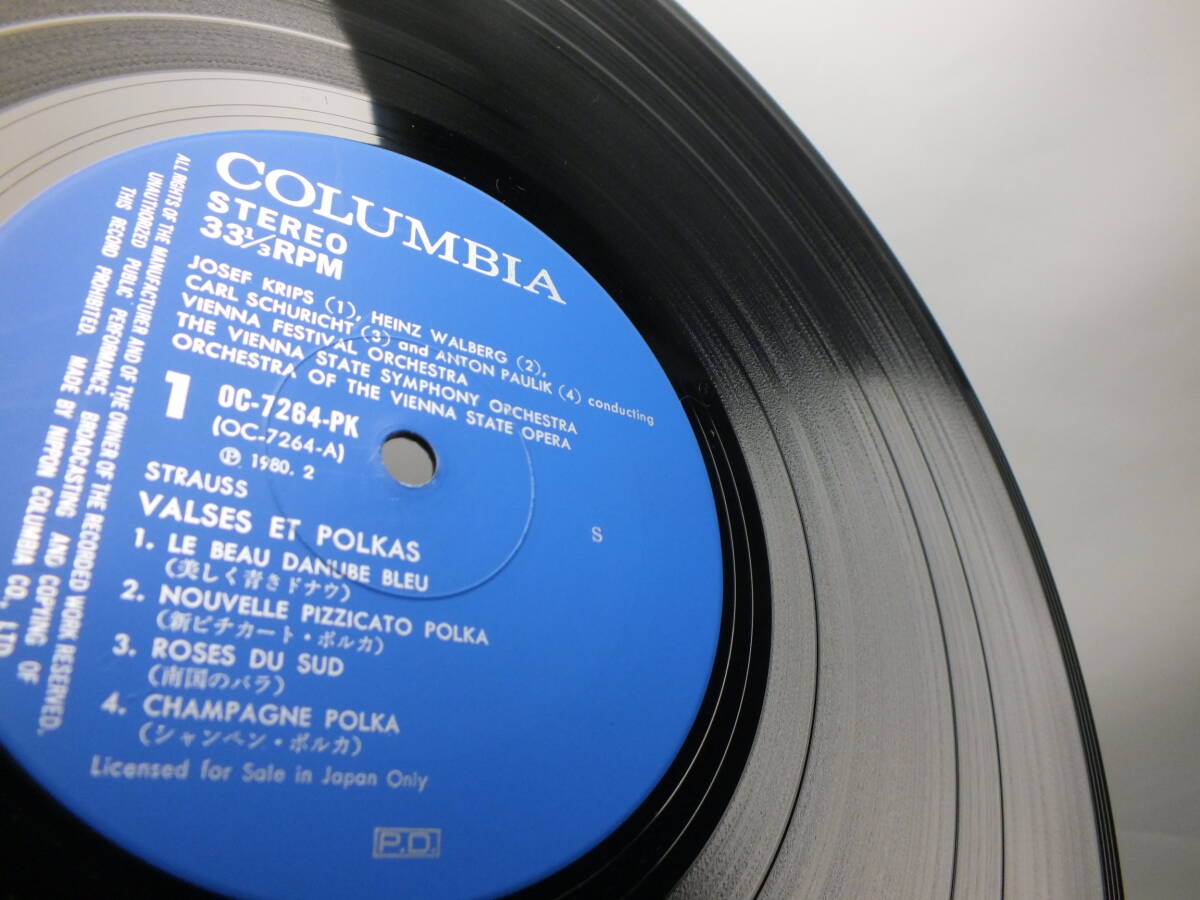 COLUMBIA
STEREO
33 1/3 RPM
JOSEF KRIPS (1), HEINZ WALBERG (2),
CARL SCHURICHT (3) and ANTON PAULIK (4) conducting
VIENNA FESTIVAL ORCHESTRA
THE VIENNA STATE SYMPHONY ORCHESTRA
ORCHESTRA OF THE VIENNA STATE OPERA
1
OC-7264-PK
(OC-7264-A)
Ⓟ 1980. 2
S
STRAUSS
VALSES ET POLKAS
1. LE BEAU DANUBE BLEU
(美しく青きドナウ)
2. NOUVELLE PIZZICATO POLKA
(新ピチカート・ポルカ)
3. ROSES DU SUD
(南国のバラ)
4. CHAMPAGNE POLKA
(シャンペン・ポルカ)
Licensed for Sale in Japan Only
P.D.
ALL RIGHTS OF THE MANUFACTURER AND OF THE OWNER OF THE RECORDED WORK RESERVED.
UNAUTHORIZED PUBLIC PERFORMANCE, BROADCASTING AND COPYING OF
THIS RECORD PROHIBITED. MADE BY NIPPON COLUMBIA CO., LTD